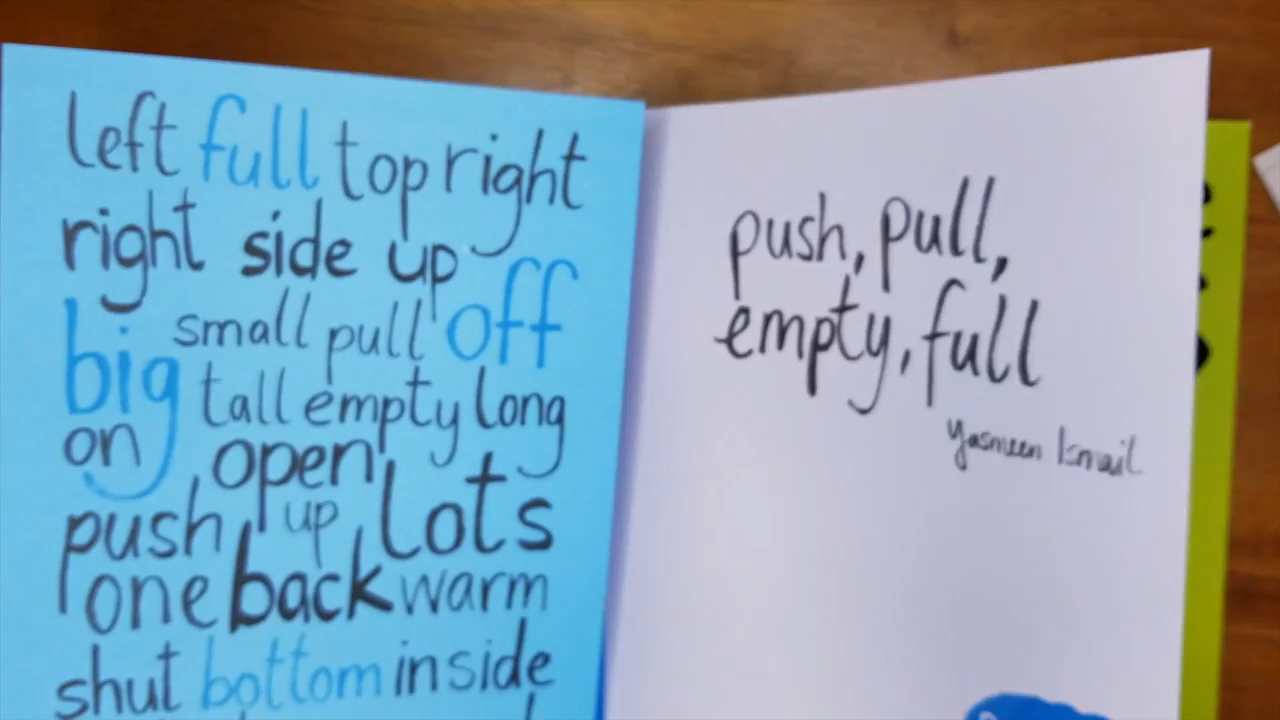 left full top right
right side up
big small pull off
tall empty long
on open
push up lots
one back warm
shut bottom inside
push, pull,
empty, full
Yasmeen Ismail